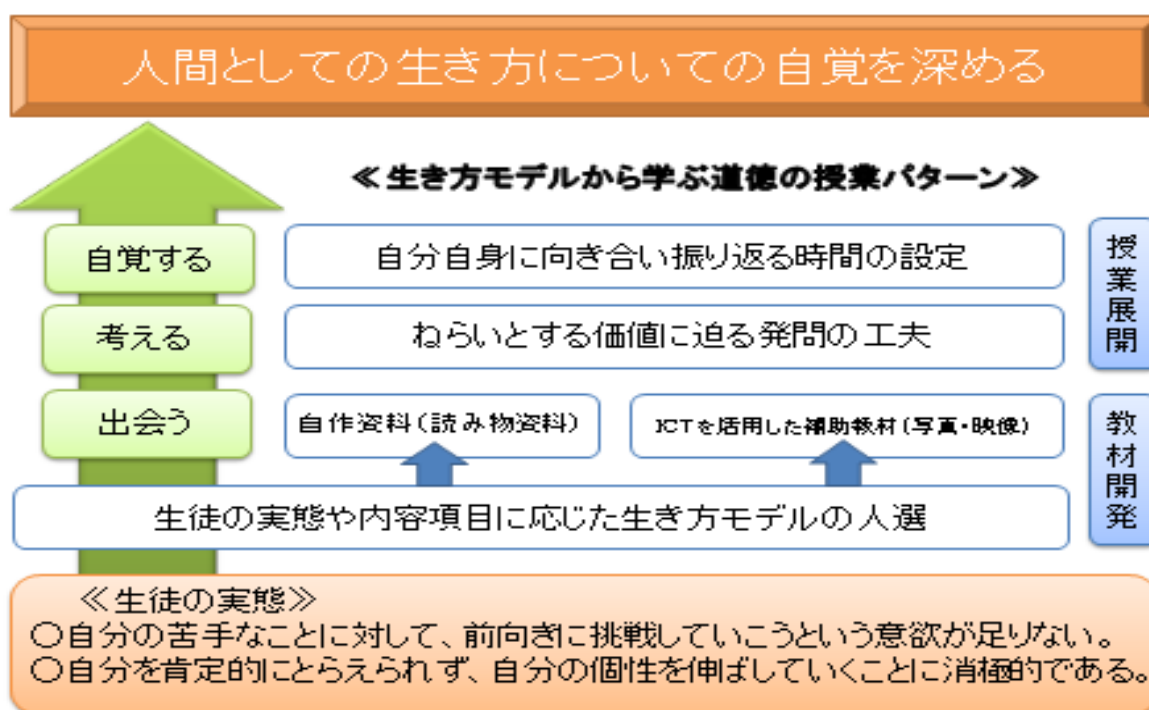 人間としての生き方についての自覚を深める
≪生き方モデルから学ぶ道徳の授業パターン≫
自覚する
自分自身に向き合い振り返る時間の設定
授業展開
考える
ねらいとする価値に迫る発問の工夫
出会う
自作資料(読み物資料)
ICTを活用した補助教材(写真・映像)
教材開発
生徒の実態や内容項目に応じた生き方モデルの人選
≪生徒の実態≫
○自分の苦手なことに対して、前向きに挑戦していこうという意欲が足りない。
○自分を肯定的にとらえられず、自分の個性を伸ばしていくことに消極的である。